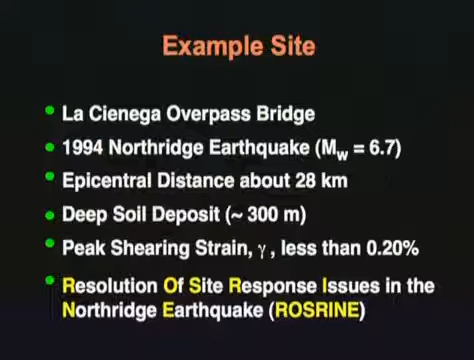 Example Site
• La Cienega Overpass Bridge
• 1994 Northridge Earthquake (Mw = 6.7)
• Epicentral Distance about 28 km
• Deep Soil Deposit (~ 300 m)
• Peak Shearing Strain, γ, less than 0.20%
• Resolution Of Site Response Issues in the
Northridge Earthquake (ROSRINE)